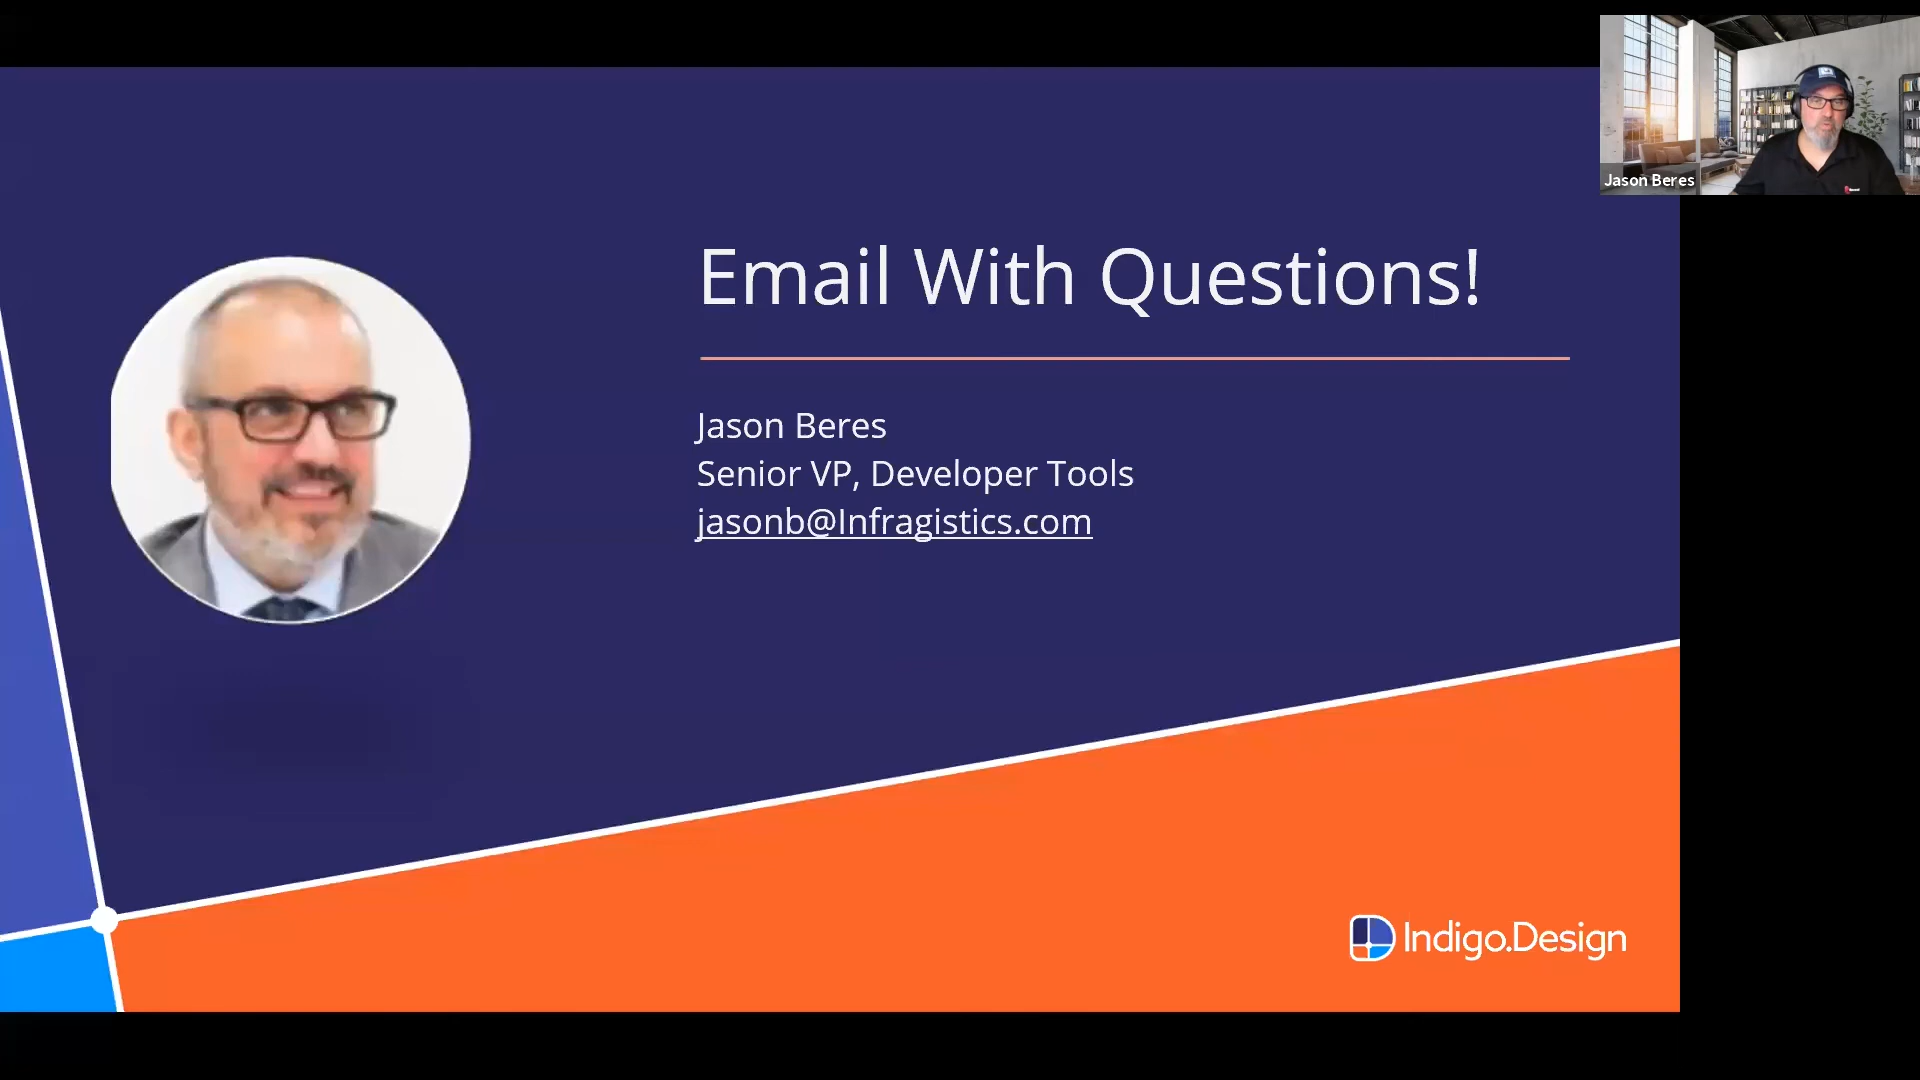 Jason Beres
Email With Questions!
Jason Beres
Senior VP, Developer Tools
jasonb@Infragistics.com
Indigo.Design